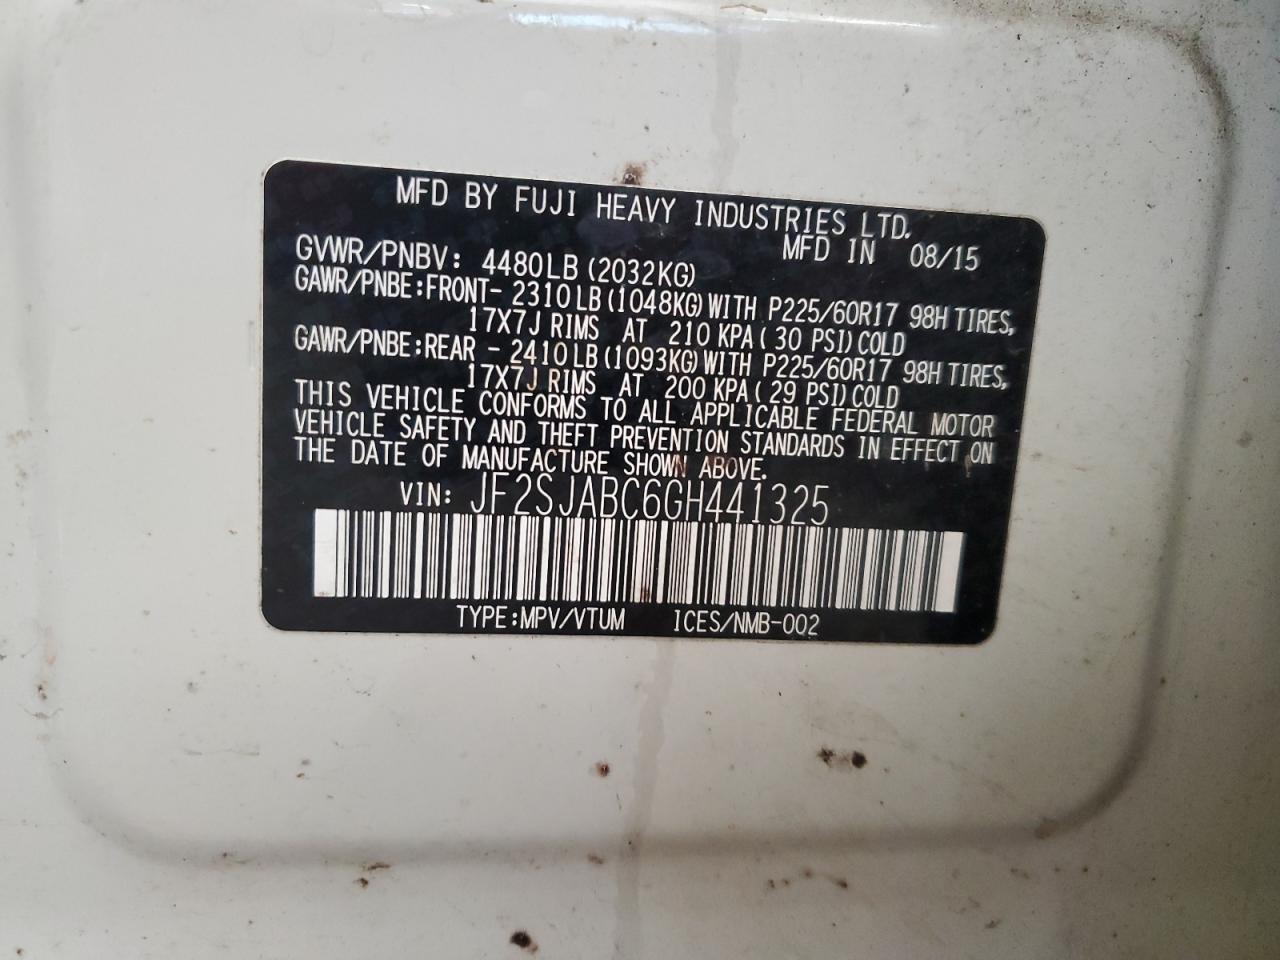 MFD BY FUJI HEAVY INDUSTRIES LTD.
MFD IN 08/15
GVWR/PNBV: 4480LB (2032KG)
GAWR/PNBE:FRONT- 2310LB (1048KG) WITH P225/60R17 98H TIRES,
17X7J RIMS AT 210 KPA( 30 PSI) COLD
GAWR/PNBE:REAR - 2410LB (1093KG) WITH P225/60R17 98H TIRES,
17X7J RIMS AT 200 KPA( 29 PSI) COLD
THIS VEHICLE CONFORMS TO ALL APPLICABLE FEDERAL MOTOR
VEHICLE SAFETY AND THEFT PREVENTION STANDARDS IN EFFECT ON
THE DATE OF MANUFACTURE SHOWN ABOVE.
VIN: JF2SJABC6GH441325
TYPE:MPV/VTUM ICES/NMB-002